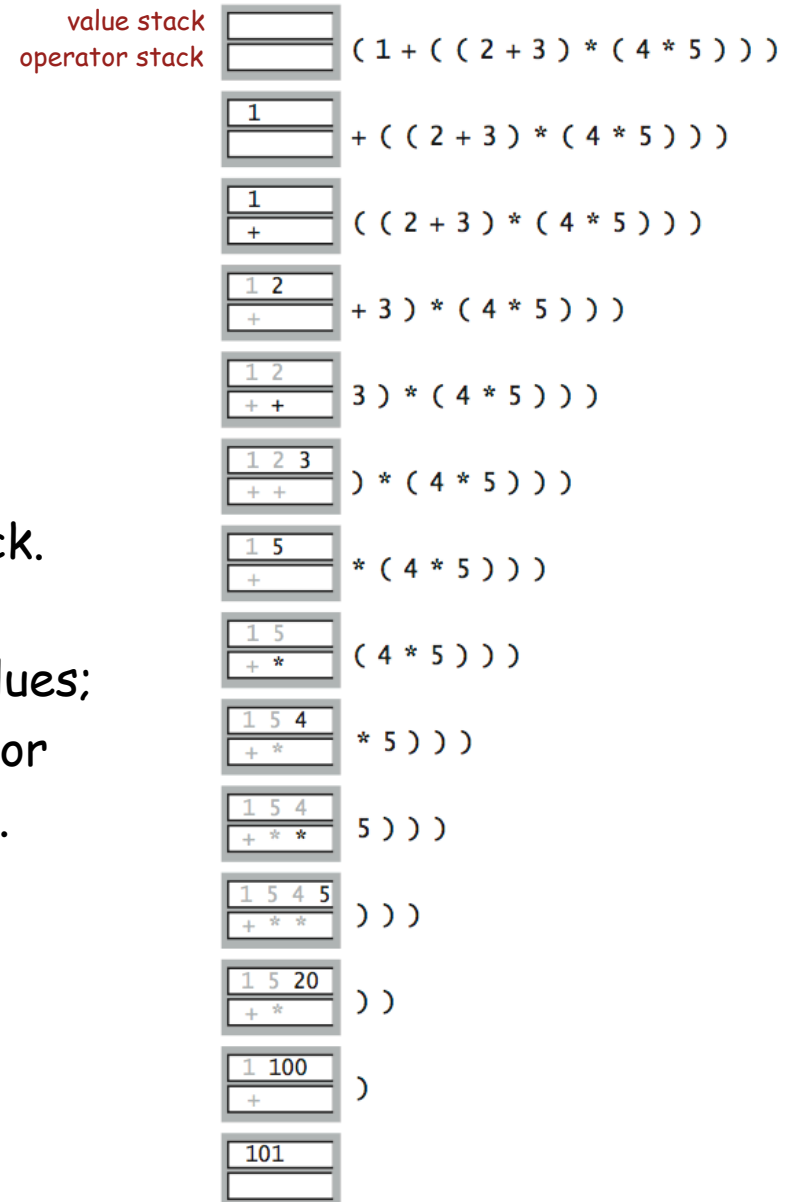 value stack
operator stack
( 1 + ( ( 2 + 3 ) * ( 4 * 5 ) ) )
1
+ ( ( 2 + 3 ) * ( 4 * 5 ) ) )
1
+
( ( 2 + 3 ) * ( 4 * 5 ) ) )
1 2
+
+ 3 ) * ( 4 * 5 ) ) )
1 2
+ +
3 ) * ( 4 * 5 ) ) )
1 2 3
+ +
) * ( 4 * 5 ) ) )
ck.
1 5
+
* ( 4 * 5 ) ) )
1 5
+ *
( 4 * 5 ) ) )
lues;
1 5 4
+ *
* 5 ) ) )
or
1 5 4
+ * *
5 ) ) )
.
1 5 4 5
+ * *
) ) )
1 5 20
+ *
) )
1 100
+
)
101